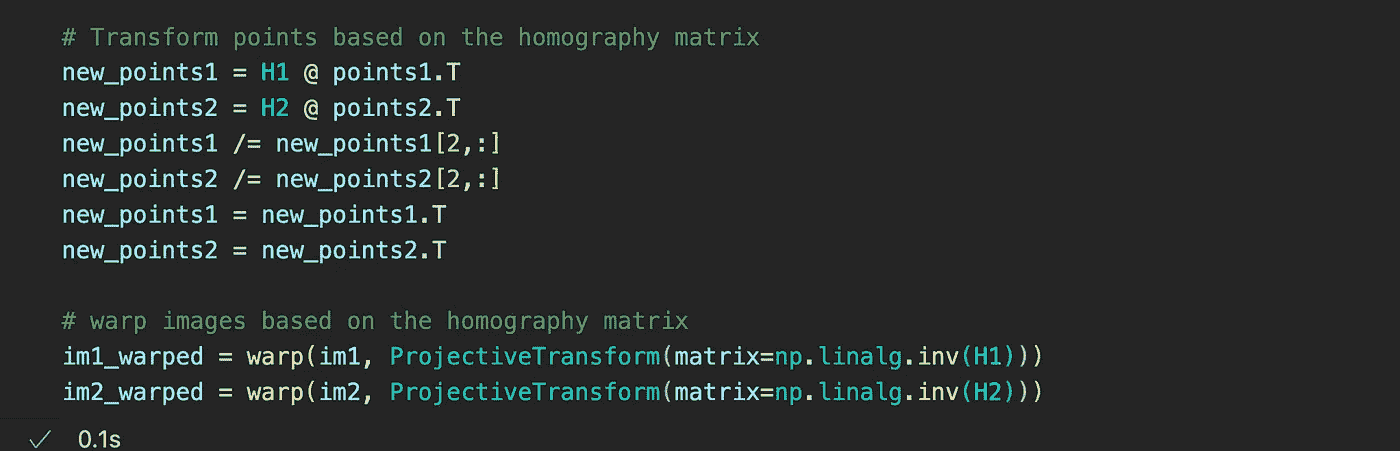 # Transform points based on the homography matrix
new_points1 = H1 @ points1.T
new_points2 = H2 @ points2.T
new_points1 /= new_points1[2,:]
new_points2 /= new_points2[2,:]
new_points1 = new_points1.T
new_points2 = new_points2.T
# warp images based on the homography matrix
im1_warped = warp(im1, ProjectiveTransform(matrix=np.linalg.inv(H1)))
im2_warped = warp(im2, ProjectiveTransform(matrix=np.linalg.inv(H2)))
✓ 0.1s